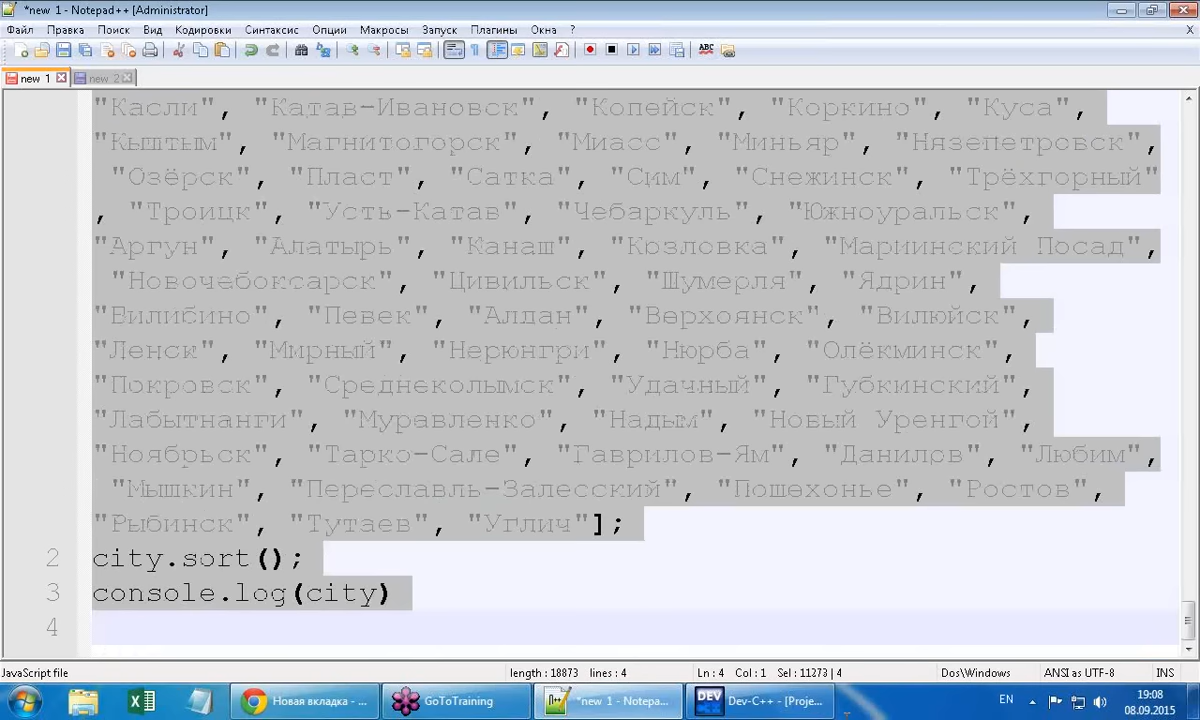 *new 1 - Notepad++ [Administrator]
Файл Правка Поиск Вид Кодировки Синтаксис Опции Макросы Запуск Плагины Окна ? X
ABC
new 1 new 2
"Касли", "Катав-Ивановск", "Копейск", "Коркино", "Куса",
"Кыштым", "Магнитогорск", "Миасс", "Миньяр", "Нязепетровск",
"Озёрск", "Пласт", "Сатка", "Сим", "Снежинск", "Трёхгорный"
, "Троицк", "Усть-Катав", "Чебаркуль", "Южноуральск",
"Аргун", "Алатырь", "Канаш", "Козловка", "Мариинский Посад",
"Новочебоксарск", "Цивильск", "Шумерля", "Ядрин",
"Билибино", "Певек", "Алдан", "Верхоянск", "Вилюйск",
"Ленск", "Мирный", "Нерюнгри", "Нюрба", "Олёкминск",
"Покровск", "Среднеколымск", "Удачный", "Губкинский",
"Лабытнанги", "Муравленко", "Надым", "Новый Уренгой",
"Ноябрьск", "Тарко-Сале", "Гаврилов-Ям", "Данилов", "Любим",
"Мышкин", "Переславль-Залесский", "Пошехонье", "Ростов",
"Рыбинск", "Тутаев", "Углич"];
2 city.sort();
3 console.log(city)
4
JavaScript file length : 18873 lines : 4 Ln : 4 Col : 1 Sel : 11273 | 4 Dos\Windows ANSI as UTF-8 INS
Новая вкладка - ... GoToTraining *new 1 - Notepa... DEV Dev-C++ - [Proje... EN 19:08
08.09.2015